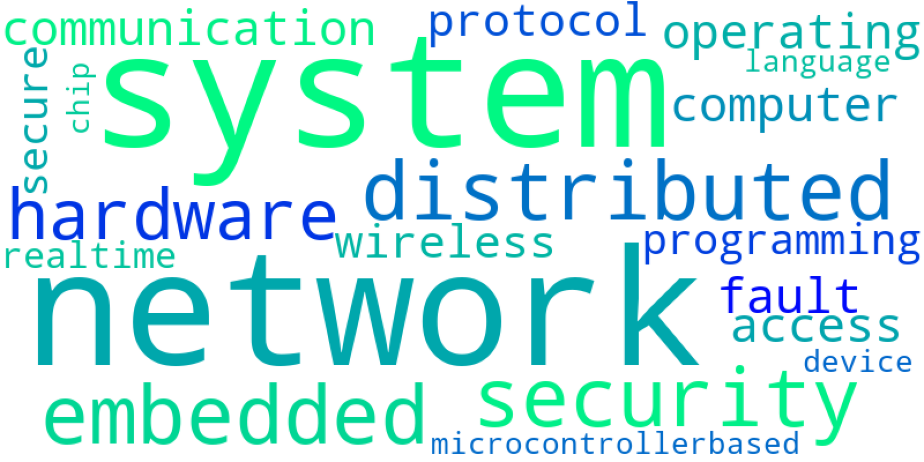 communication
protocol
operating
language
secure
chip
system
computer
hardware
distributed
realtime
wireless
programming
network
fault
access
device
embedded
security
microcontrollerbased